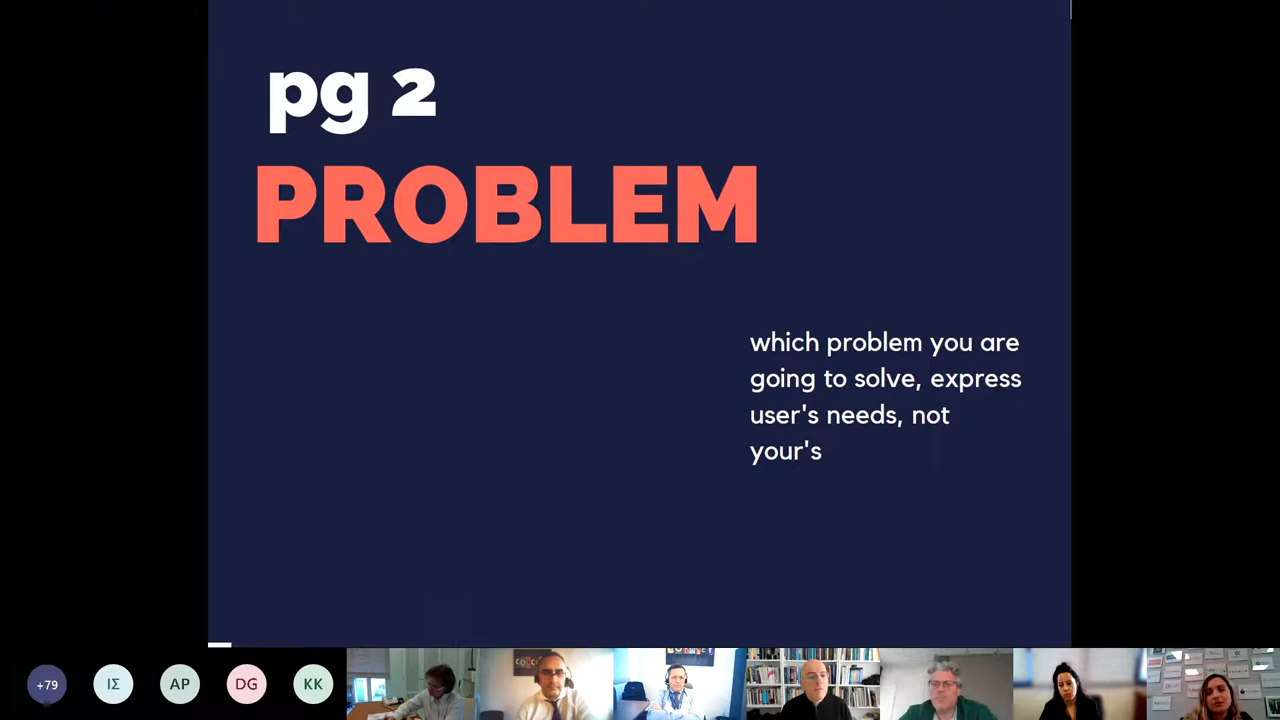 pg 2
PROBLEM
which problem you are
going to solve, express
user's needs, not
your's
+79
ΙΣ
AP
DG
KK